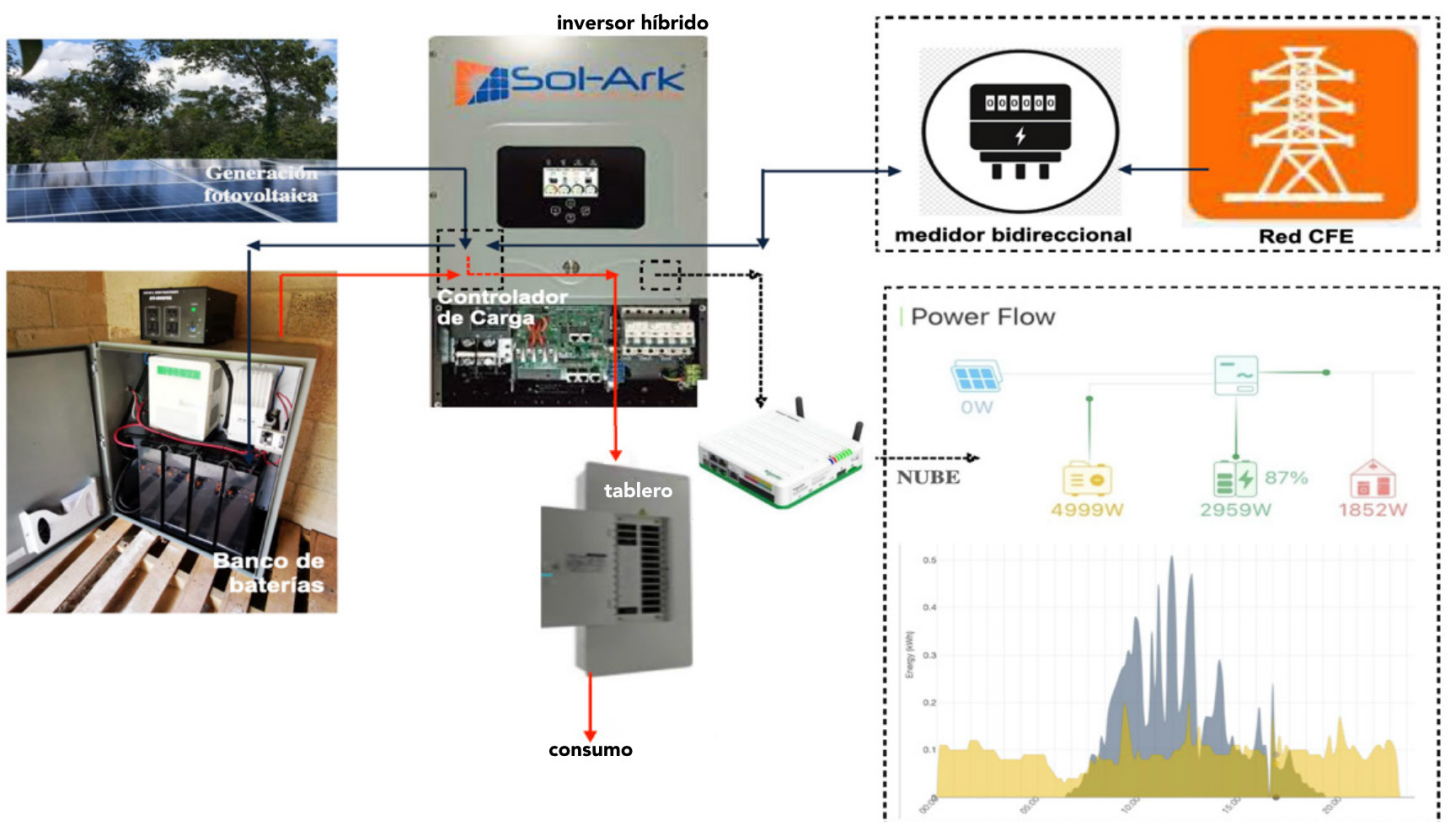 inversor híbrido
Sol-Ark
Generación
fotovoltaica
000000
medidor bidireccional
Red CFE
Controlador
de Carga
Banco de
baterías
tablero
consumo
NUBE
Power Flow
0W
4999W
2959W
87%
1852W
Energy (kWh)
0.5
0.4
0.3
0.2
0.1
0
00:00
05:00
10:00
15:00
20:00